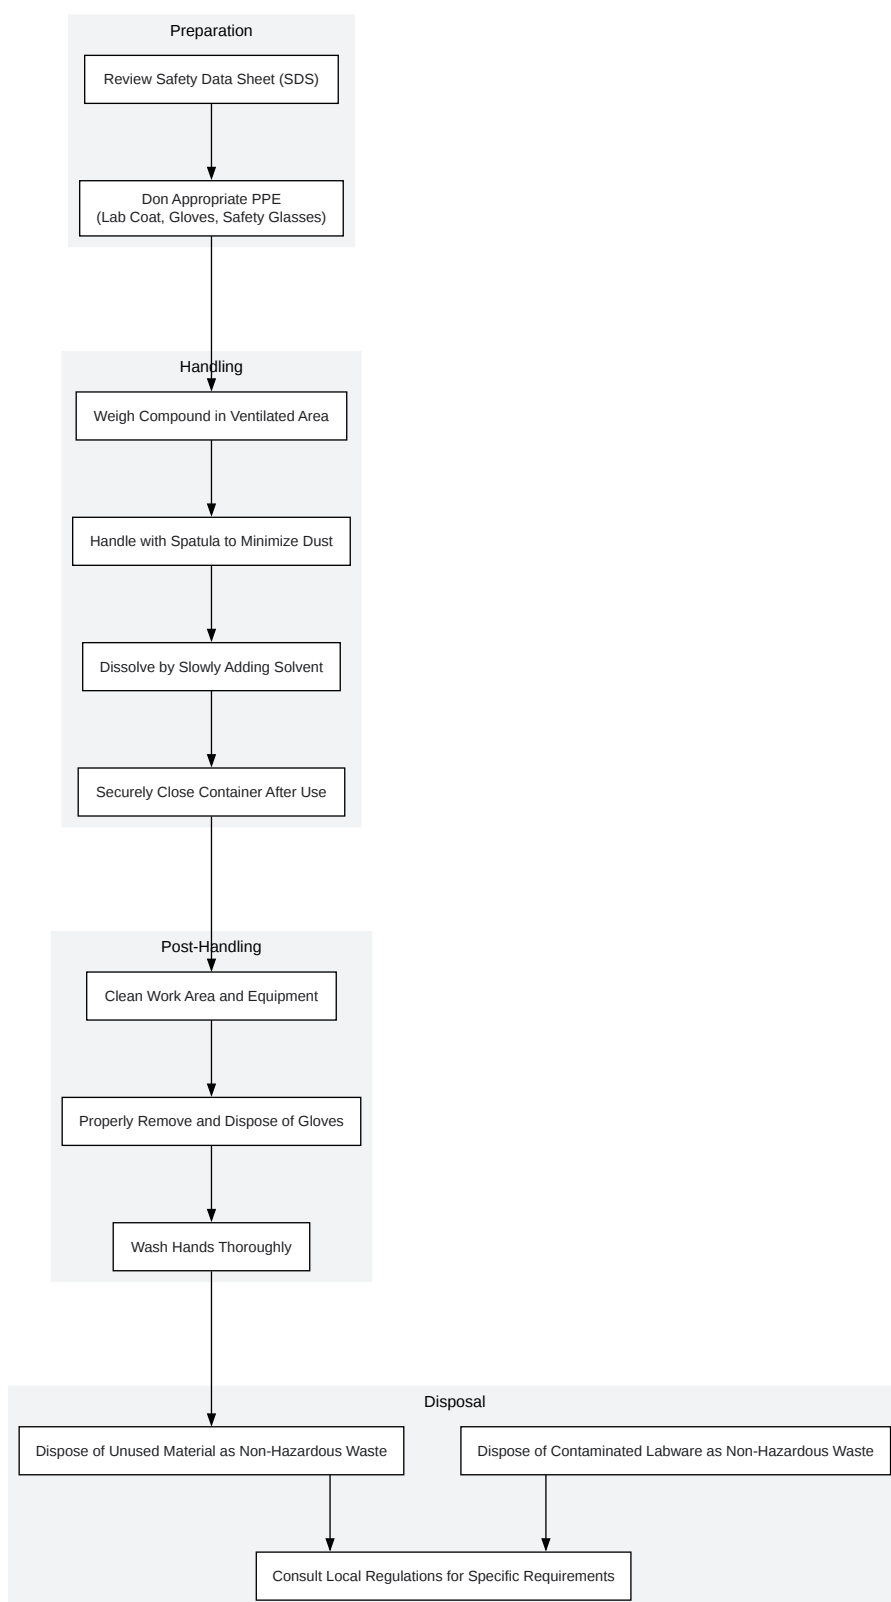 Preparation
Review Safety Data Sheet (SDS)
Don Appropriate PPE
(Lab Coat, Gloves, Safety Glasses)
Handling
Weigh Compound in Ventilated Area
Handle with Spatula to Minimize Dust
Dissolve by Slowly Adding Solvent
Securely Close Container After Use
Post-Handling
Clean Work Area and Equipment
Properly Remove and Dispose of Gloves
Wash Hands Thoroughly
Disposal
Dispose of Unused Material as Non-Hazardous Waste
Dispose of Contaminated Labware as Non-Hazardous Waste
Consult Local Regulations for Specific Requirements